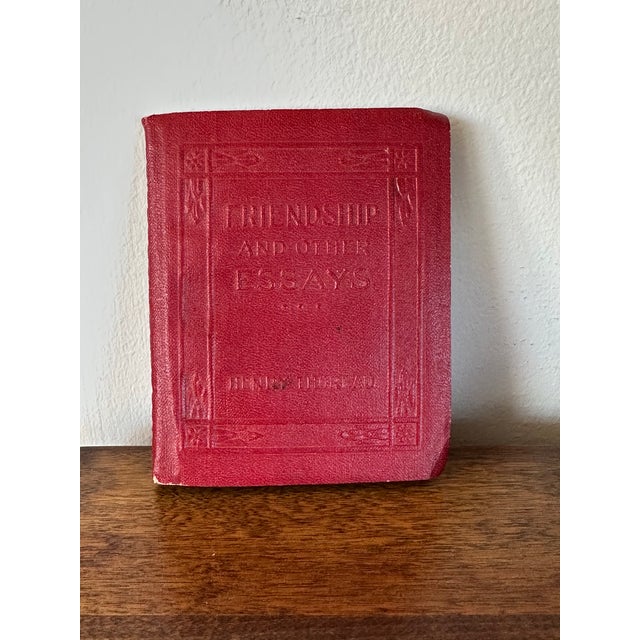 FRIENDSHIP
AND OTHER
ESSAYS
HENRY THOREAU